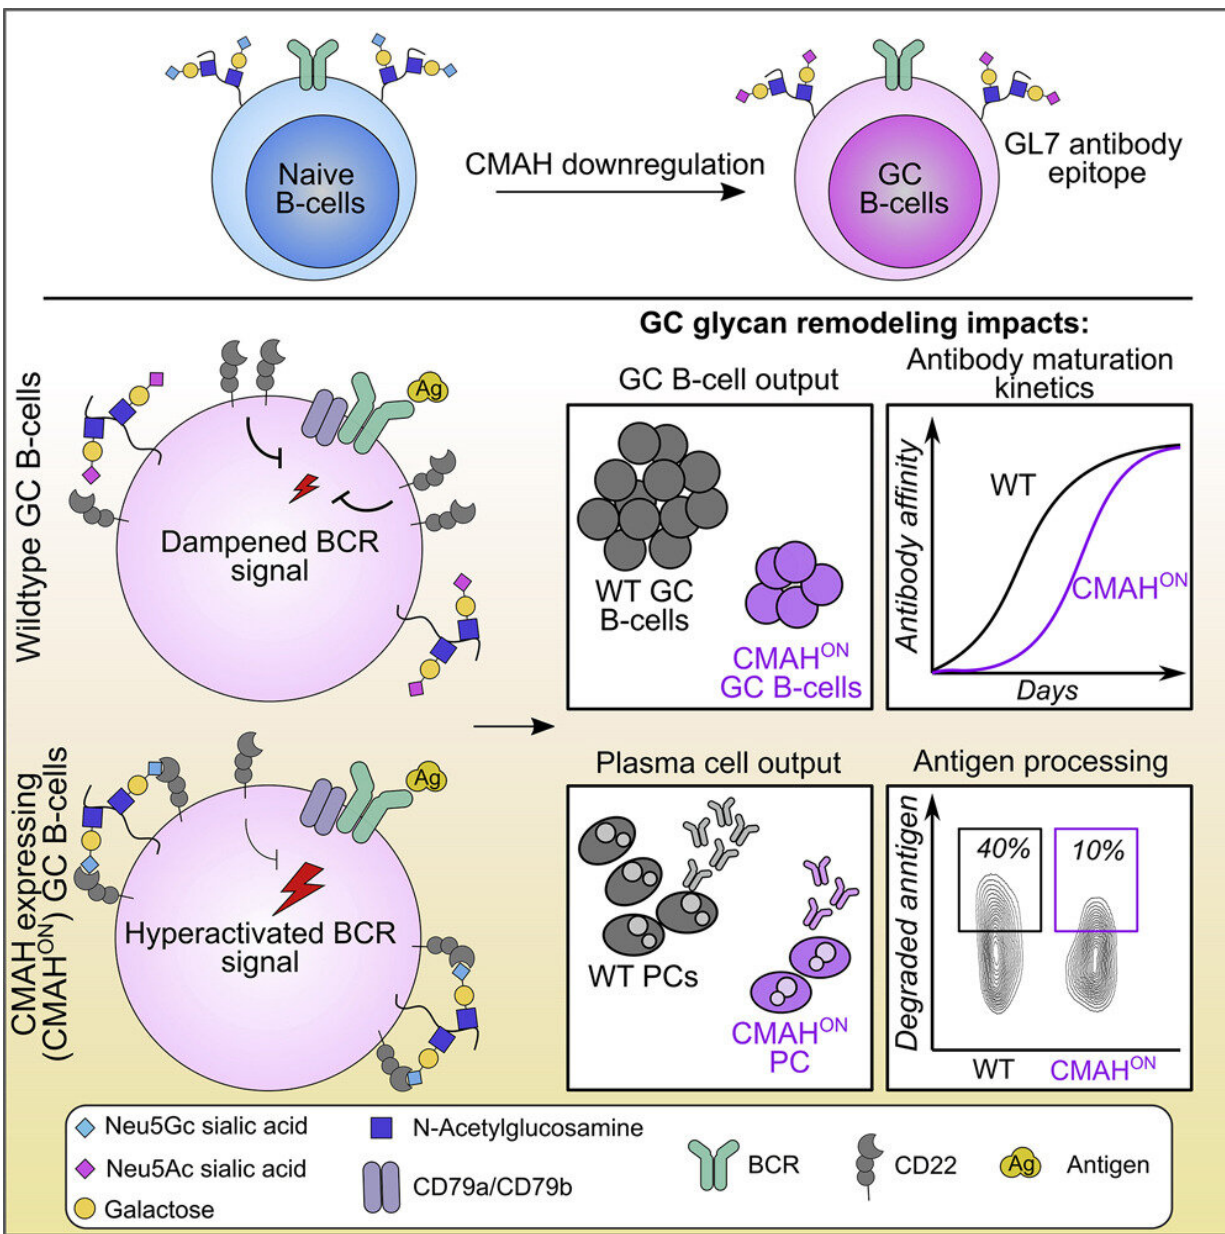 Naive
B-cells
CMAH downregulation
GC
B-cells
GL7 antibody
epitope
Wildtype GC B-cells
Ag
Dampened BCR
signal
CMAH expressing
(CMAH^ON) GC B-cells
Ag
Hyperactivated BCR
signal
GC glycan remodeling impacts:
GC B-cell output
WT GC
B-cells
CMAH^ON
GC B-cells
Antibody maturation
kinetics
Antibody affinity
WT
CMAH^ON
Days
Plasma cell output
WT PCs
CMAH^ON
PC
Antigen processing
Degraded anntigen
40%
10%
WT
CMAH^ON
Neu5Gc sialic acid
Neu5Ac sialic acid
Galactose
N-Acetylglucosamine
CD79a/CD79b
BCR
CD22
Ag
Antigen